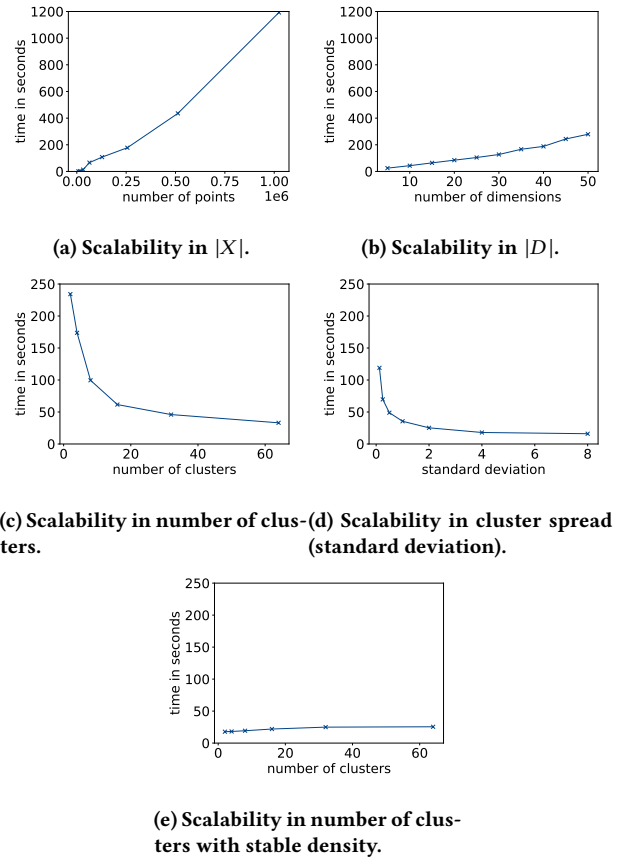 1200
1000
800
600
400
200
0
time in seconds
0.00 0.25 0.50 0.75 1.00
1e6
number of points
(a) Scalability in |X|.
1200
1000
800
600
400
200
0
time in seconds
10 20 30 40 50
number of dimensions
(b) Scalability in |D|.
250
200
150
100
50
0
time in seconds
0 20 40 60
number of clusters
(c) Scalability in number of clus-
ters.
250
200
150
100
50
0
time in seconds
0 2 4 6 8
standard deviation
(d) Scalability in cluster spread
(standard deviation).
250
200
150
100
50
0
time in seconds
0 20 40 60
number of clusters
(e) Scalability in number of clus-
ters with stable density.